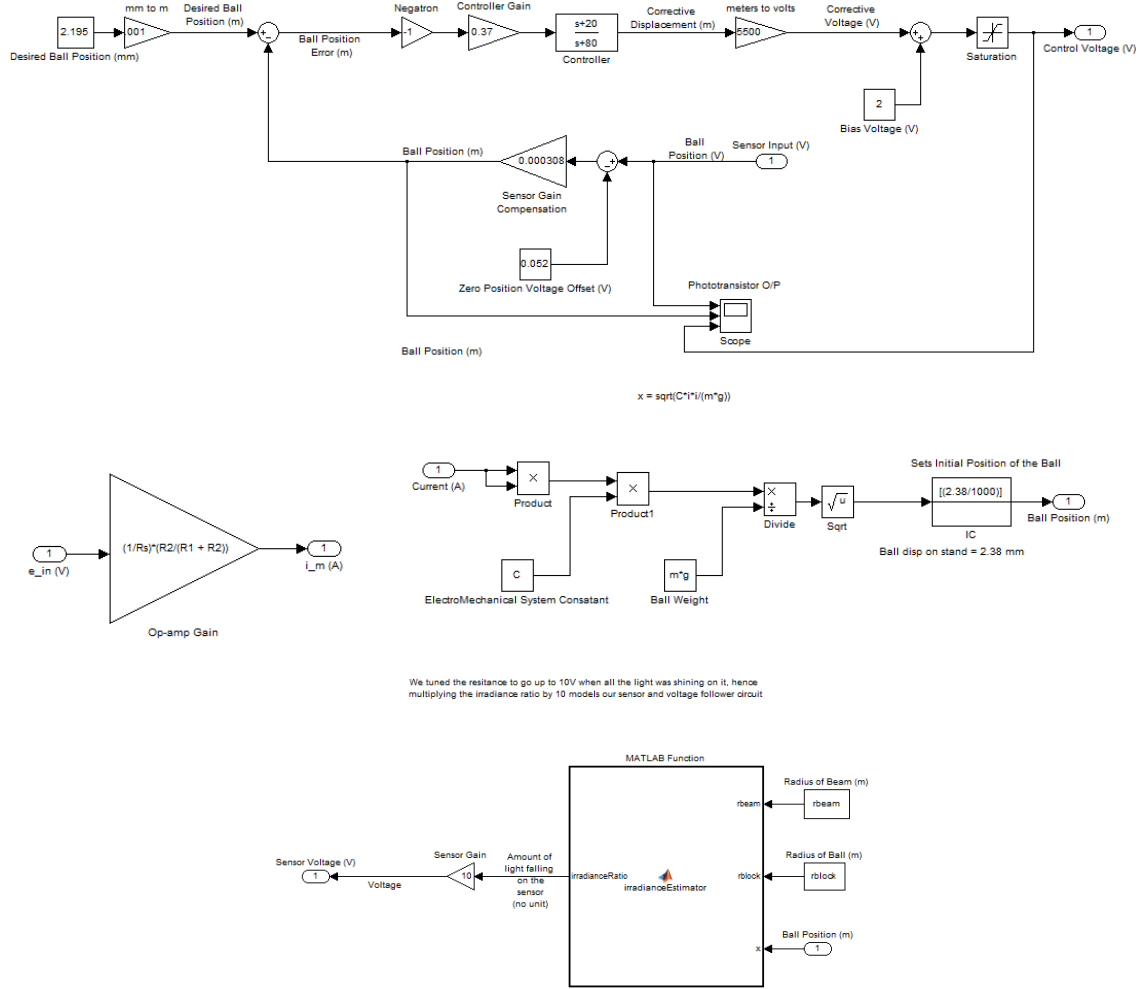 mm to m
Desired Ball
Position (m)
Negatron
Controller Gain
Corrective
Displacement (m)
meters to volts
Corrective
Voltage (V)
2.195
001
Ball Position
Error (m)
-1
0.37
s+20
s+80
5500
Desired Ball Position (mm)
Controller
Saturation
1
Control Voltage (V)
2
Bias Voltage (V)
Ball Position (m)
0.000308
Ball
Position (V)
Sensor Input (V)
1
Sensor Gain
Compensation
0.052
Zero Position Voltage Offset (V)
Phototransistor O/P
Scope
Ball Position (m)
x = sqrt(C*i*i/(m*g))
1
Current (A)
Product
Product1
Divide
u
Sqrt
Sets Initial Position of the Ball
[(2.38/1000)]
IC
Ball disp on stand = 2.38 mm
1
Ball Position (m)
C
ElectroMechanical System Consatant
m*g
Ball Weight
1
e_in (V)
(1/Rs)*(R2/(R1 + R2))
1
i_m (A)
Op-amp Gain
We tuned the resitance to go up to 10V when all the light was shining on it, hence
multiplying the irradiance ratio by 10 models our sensor and voltage follower circuit
MATLAB Function
rbeam
Radius of Beam (m)
rbeam
Sensor Voltage (V)
1
Voltage
Sensor Gain
10
Amount of
light falling
on the
sensor
(no unit)
irradianceRatio
irradianceEstimator
rblock
Radius of Ball (m)
rblock
x
Ball Position (m)
1